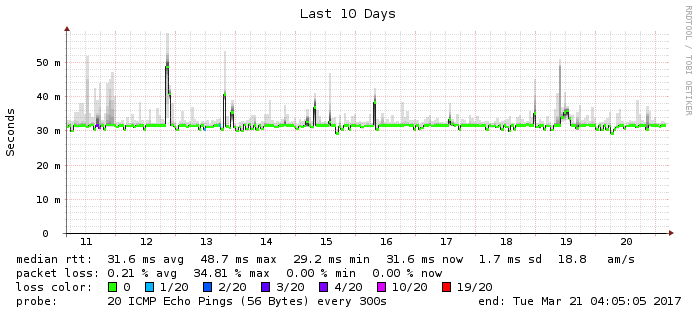 Last 10 Days
RRDTOOL / TOBI OETIKER
Seconds
50 m
40 m
30 m
20 m
10 m
0
11 12 13 14 15 16 17 18 19 20
median rtt: 31.6 ms avg 48.7 ms max 29.2 ms min 31.6 ms now 1.7 ms sd 18.8 am/s
packet loss: 0.21 % avg 34.81 % max 0.00 % min 0.00 % now
loss color: 0 1/20 2/20 3/20 4/20 10/20 19/20
probe: 20 ICMP Echo Pings (56 Bytes) every 300s end: Tue Mar 21 04:05:05 2017